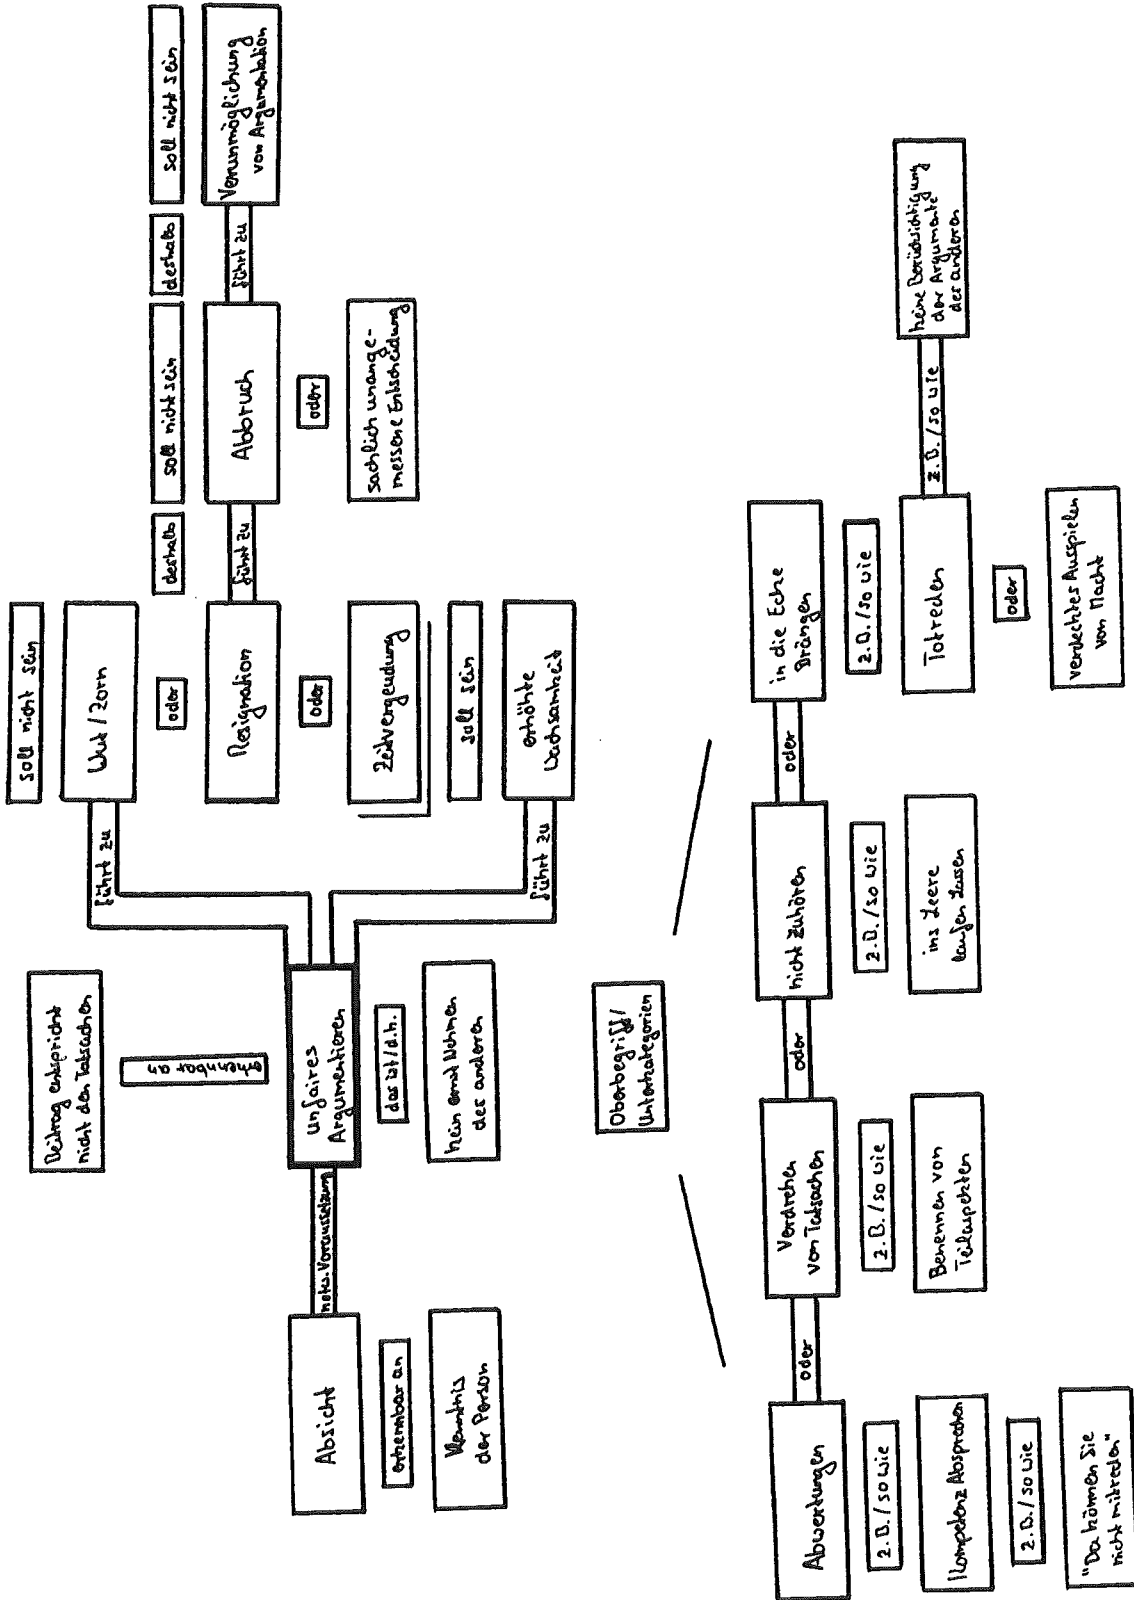 soll nicht sein
Wut / Zorn
oder
Resignation
oder
Zeitvergeudung
soll sein
erhöhte
Wachsamkeit
führt zu
führt zu
deshalb
soll nicht sein
deshalb
soll nicht sein
führt zu
Abbruch
führt zu
Verunmöglichung
von Argumentation
oder
sachlich unange-
messene Entscheidung
Beitrag entspricht
nicht den Tatsachen
erkennbar an
unfaires
Argumentieren
das ist / d.h.
kein ernst Nehmen
des anderen
notw. Voraussetzung
Absicht
erkennbar an
Kenntnis
der Person
Oberbegriff /
Unterkategorien
Abwertungen
oder
Verdrehen
von Tatsachen
oder
nicht Zuhören
oder
in die Ecke
Drängen
z.B. / so wie
z.B. / so wie
z.B. / so wie
z.B. / so wie
Kompetenz Absprechen
Benennen von
Teilaspekten
ins Leere
laufen Lassen
Totreden
z.B. / so wie
keine Berücksichtigung
der Argumente
des anderen
z.B. / so wie
oder
"Da können Sie
nicht mitreden"
verdecktes Ausspielen
von Macht